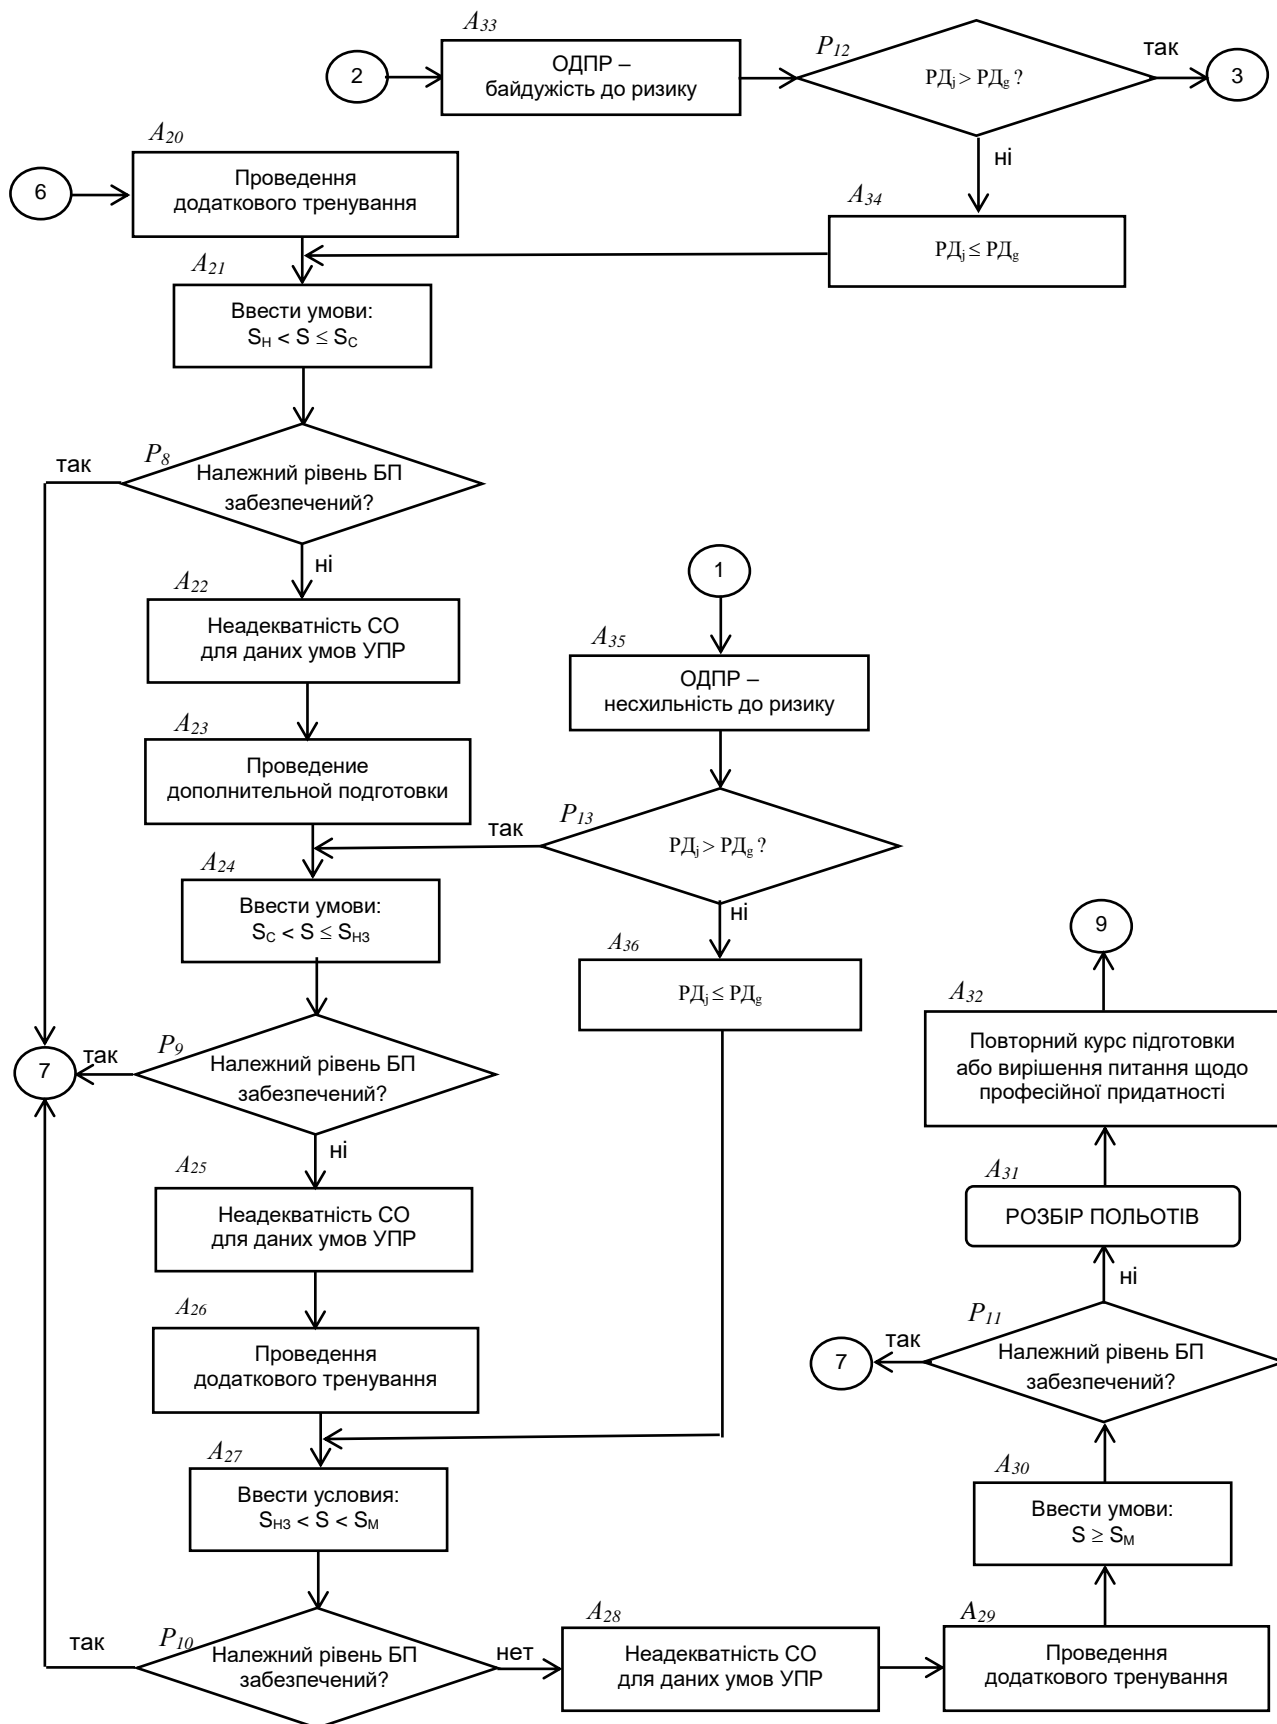 A33
2
ОДПР –
байдужість до ризику
P12
РДj > РДg ?
так
3
ні
A34
РДj ≤ РДg
A20
6
Проведення
додаткового тренування
A21
Ввести умови:
SН < S ≤ SС
P8
так
Належний рівень БП
забезпечений?
ні
A22
Неадекватність СО
для даних умов УПР
A23
Проведение
дополнительной подготовки
1
A35
ОДПР –
несхильність до ризику
P13
так
РДj > РДg ?
ні
A36
РДj ≤ РДg
A24
Ввести умови:
SС < S ≤ SНЗ
7
так
P9
Належний рівень БП
забезпечений?
ні
A25
Неадекватність СО
для даних умов УПР
A26
Проведення
додаткового тренування
A27
Ввести условия:
SНЗ < S < SМ
так
P10
Належний рівень БП
забезпечений?
нет
A28
Неадекватність СО
для даних умов УПР
A29
Проведення
додаткового тренування
A30
Ввести умови:
S ≥ SМ
P11
7
так
Належний рівень БП
забезпечений?
ні
A31
РОЗБІР ПОЛЬОТІВ
A32
Повторний курс підготовки
або вирішення питання щодо
професійної придатності
9